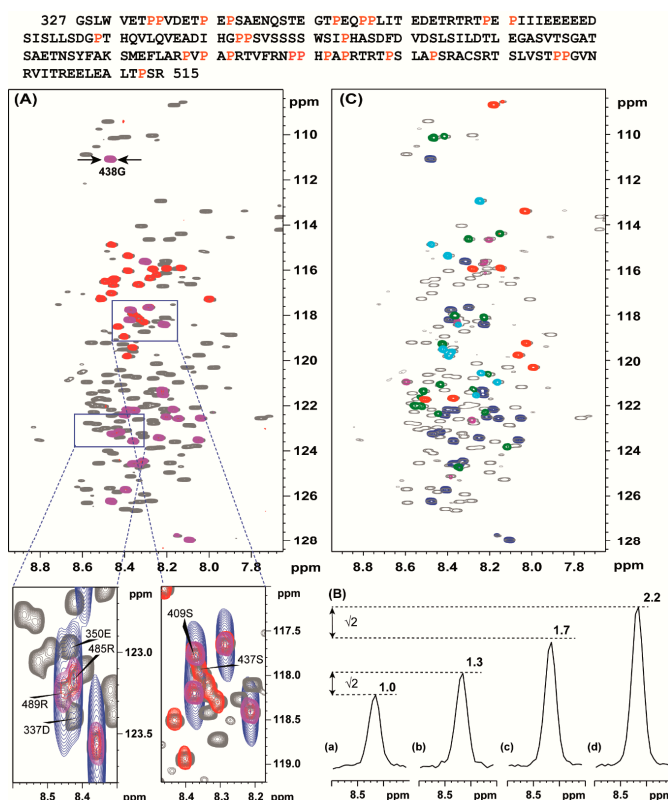 327 GSLW VETPPVDETP EPSAENQSTE GTPEQPPLIT EDETRTRTPE PIIIEEEEED
SISLLSDGPT HQVLQVEADI HGPPSVSSSS WSIPHASDFD VDSLSILDTL EGASVTSGAT
SAETNSYFAK SMEFLARPVP APRTVFRNPP HPAPRTRTPS LAPSRACSRT SLVSTPPGVN
RVITREELEA LTPSR 515
(A)
ppm
(C)
ppm
110
110
438G
112
112
114
114
116
116
118
118
120
120
122
122
124
124
126
126
128
128
8.8 8.6 8.4 8.2 8.0 ppm
8.8 8.6 8.4 8.2 8.0 7.8 ppm
ppm
ppm
(B)
2.2
350E
485R
123.0
489R
337D
123.5
8.5 8.4 ppm
409S
117.5
437S
118.0
118.5
119.0
8.4 8.3 8.2 ppm
√2
1.7
√2
1.3
1.0
(a) (b) (c) (d)
8.5 ppm 8.5 ppm 8.5 ppm 8.5 ppm